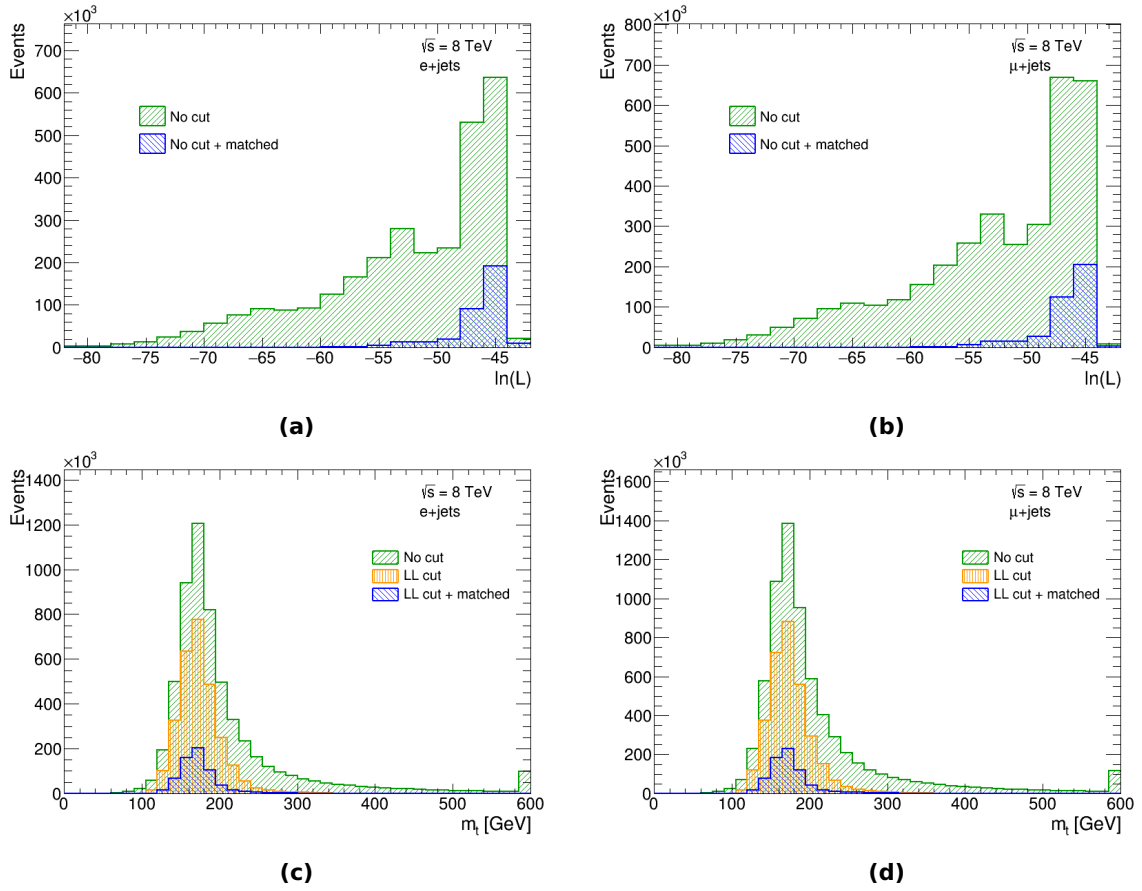 ×10³
Events
700
600
500
400
300
200
100
0
√s = 8 TeV
e+jets
No cut
No cut + matched
−80 −75 −70 −65 −60 −55 −50 −45
ln(L)
(a)
×10³
Events
800
700
600
500
400
300
200
100
0
√s = 8 TeV
μ+jets
No cut
No cut + matched
−80 −75 −70 −65 −60 −55 −50 −45
ln(L)
(b)
×10³
Events
1400
1200
1000
800
600
400
200
0
√s = 8 TeV
e+jets
No cut
LL cut
LL cut + matched
0 100 200 300 400 500 600
m_t [GeV]
(c)
×10³
Events
1600
1400
1200
1000
800
600
400
200
0
√s = 8 TeV
μ+jets
No cut
LL cut
LL cut + matched
0 100 200 300 400 500 600
m_t [GeV]
(d)